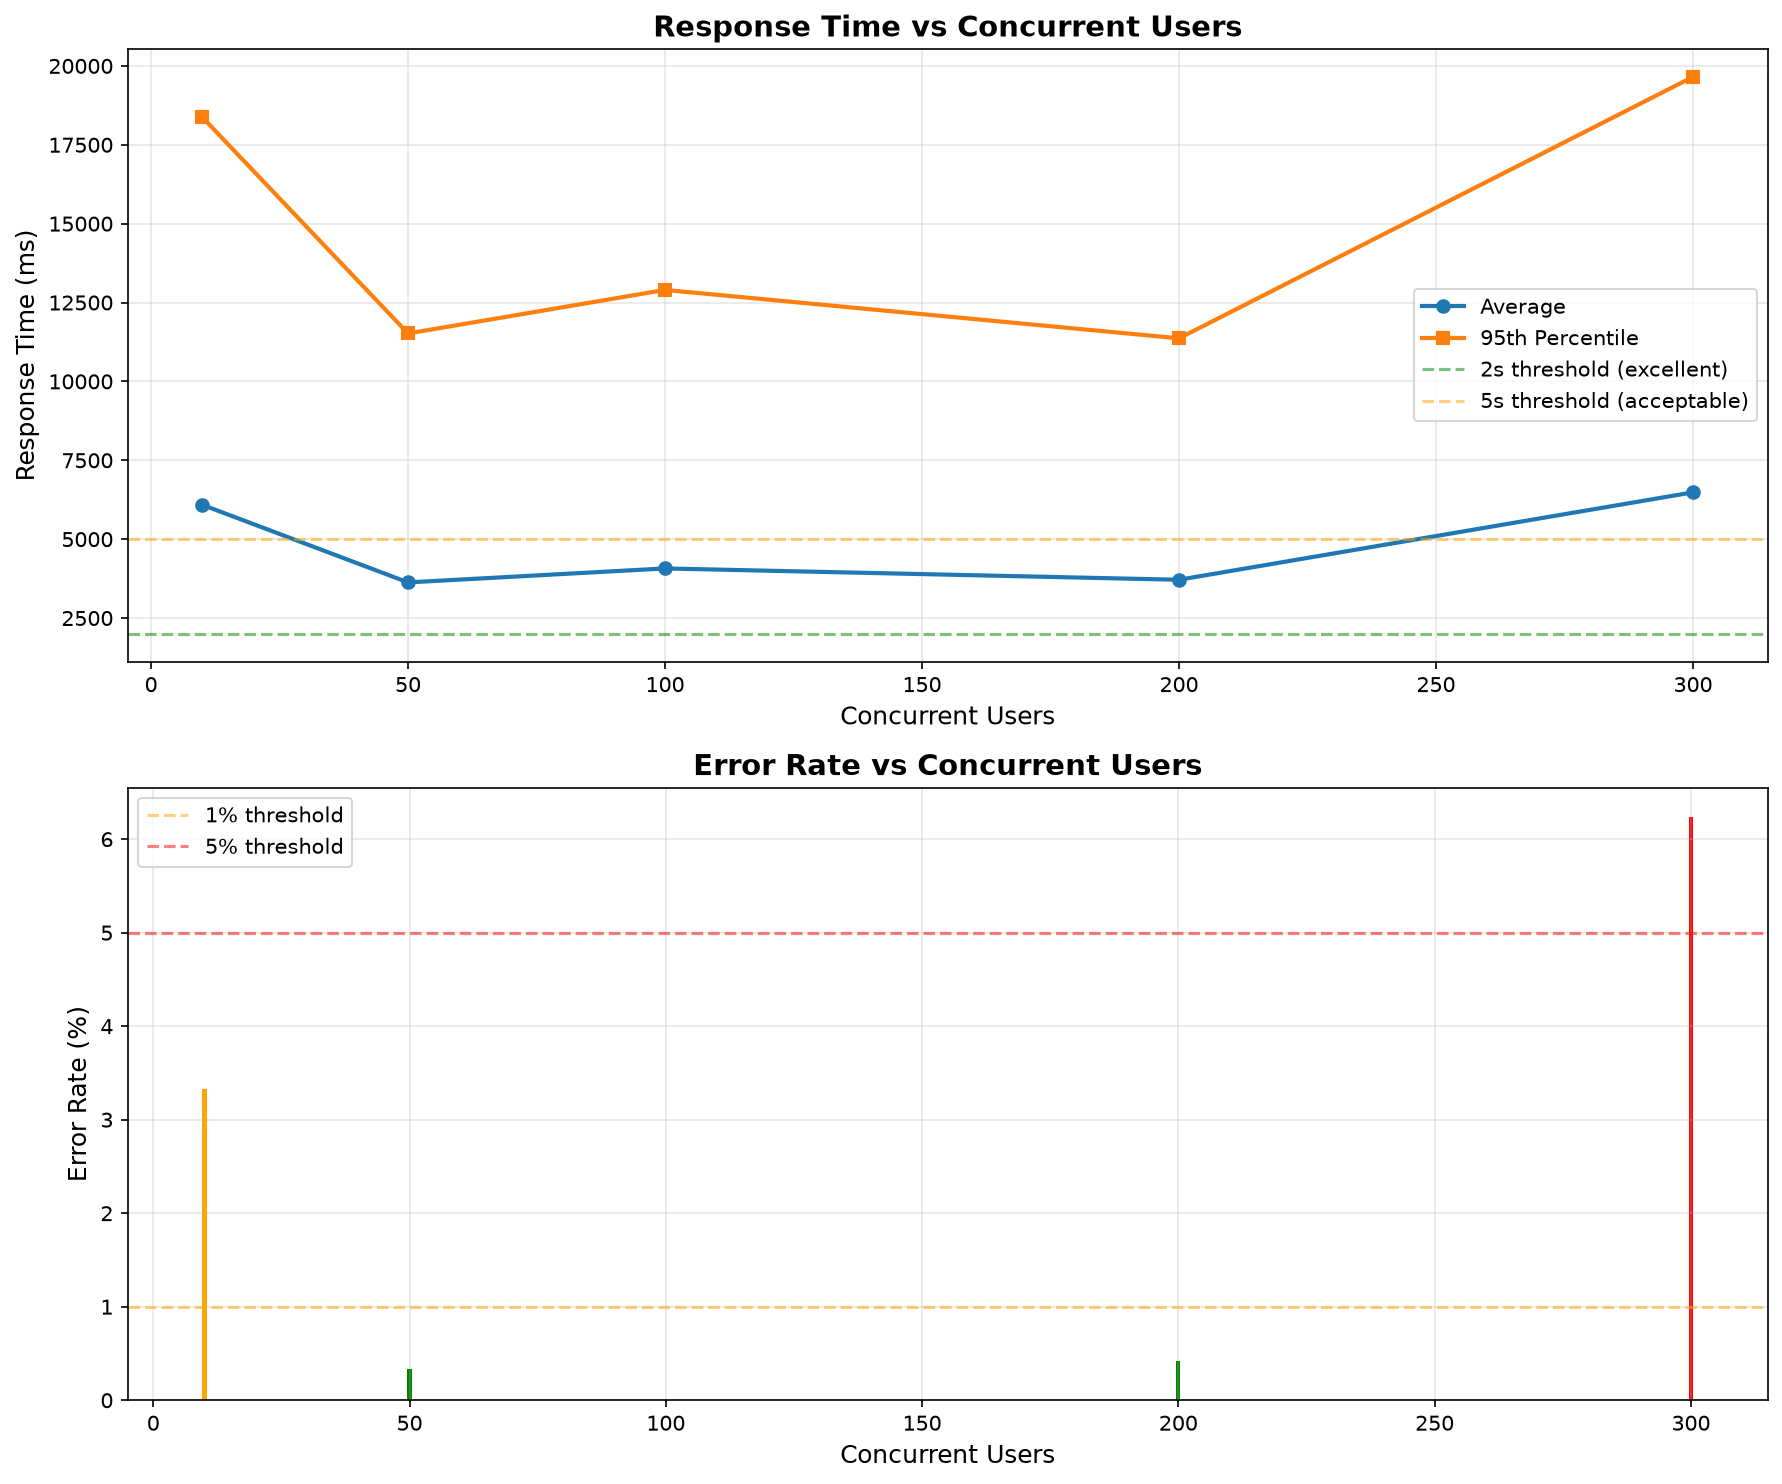 Response Time vs Concurrent Users
20000
17500
15000
12500
10000
7500
5000
2500
Response Time (ms)
Average
95th Percentile
2s threshold (excellent)
5s threshold (acceptable)
0 50 100 150 200 250 300
Concurrent Users
Error Rate vs Concurrent Users
1% threshold
5% threshold
6
5
4
3
2
1
0
Error Rate (%)
0 50 100 150 200 250 300
Concurrent Users